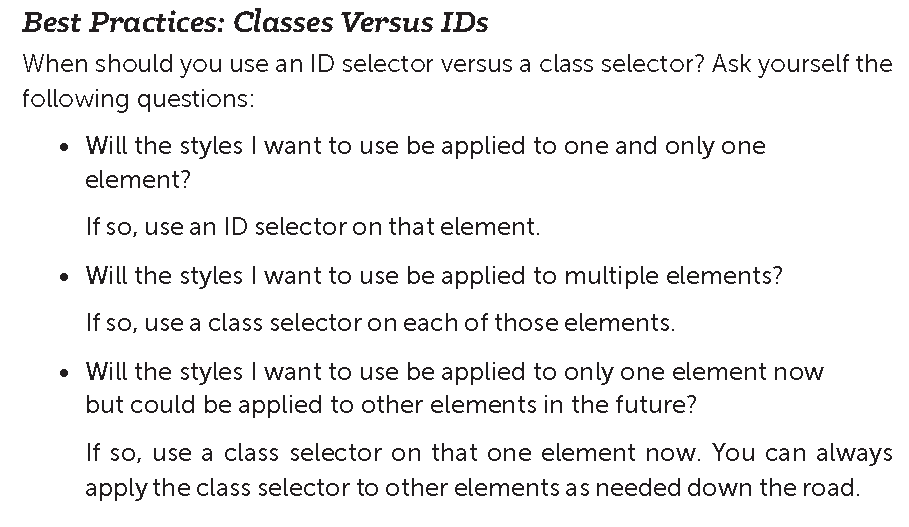 Best Practices: Classes Versus IDs
When should you use an ID selector versus a class selector? Ask yourself the
following questions:
• Will the styles I want to use be applied to one and only one
element?
If so, use an ID selector on that element.
• Will the styles I want to use be applied to multiple elements?
If so, use a class selector on each of those elements.
• Will the styles I want to use be applied to only one element now
but could be applied to other elements in the future?
If so, use a class selector on that one element now. You can always
apply the class selector to other elements as needed down the road.